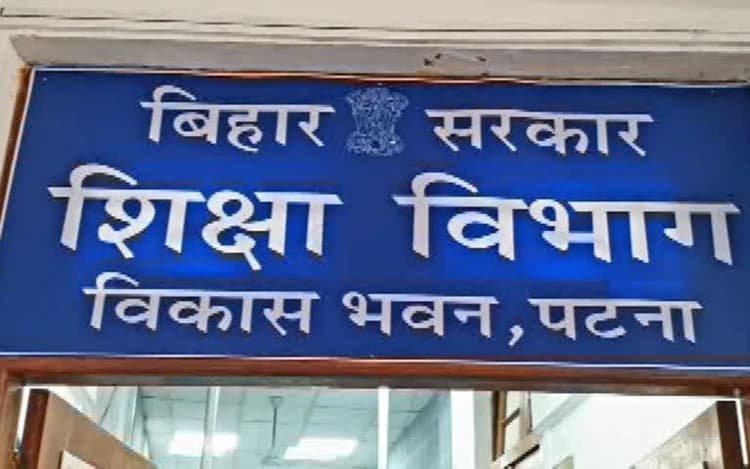 बिहार सरकार
शिक्षा विभाग
विकास भवन, पटना